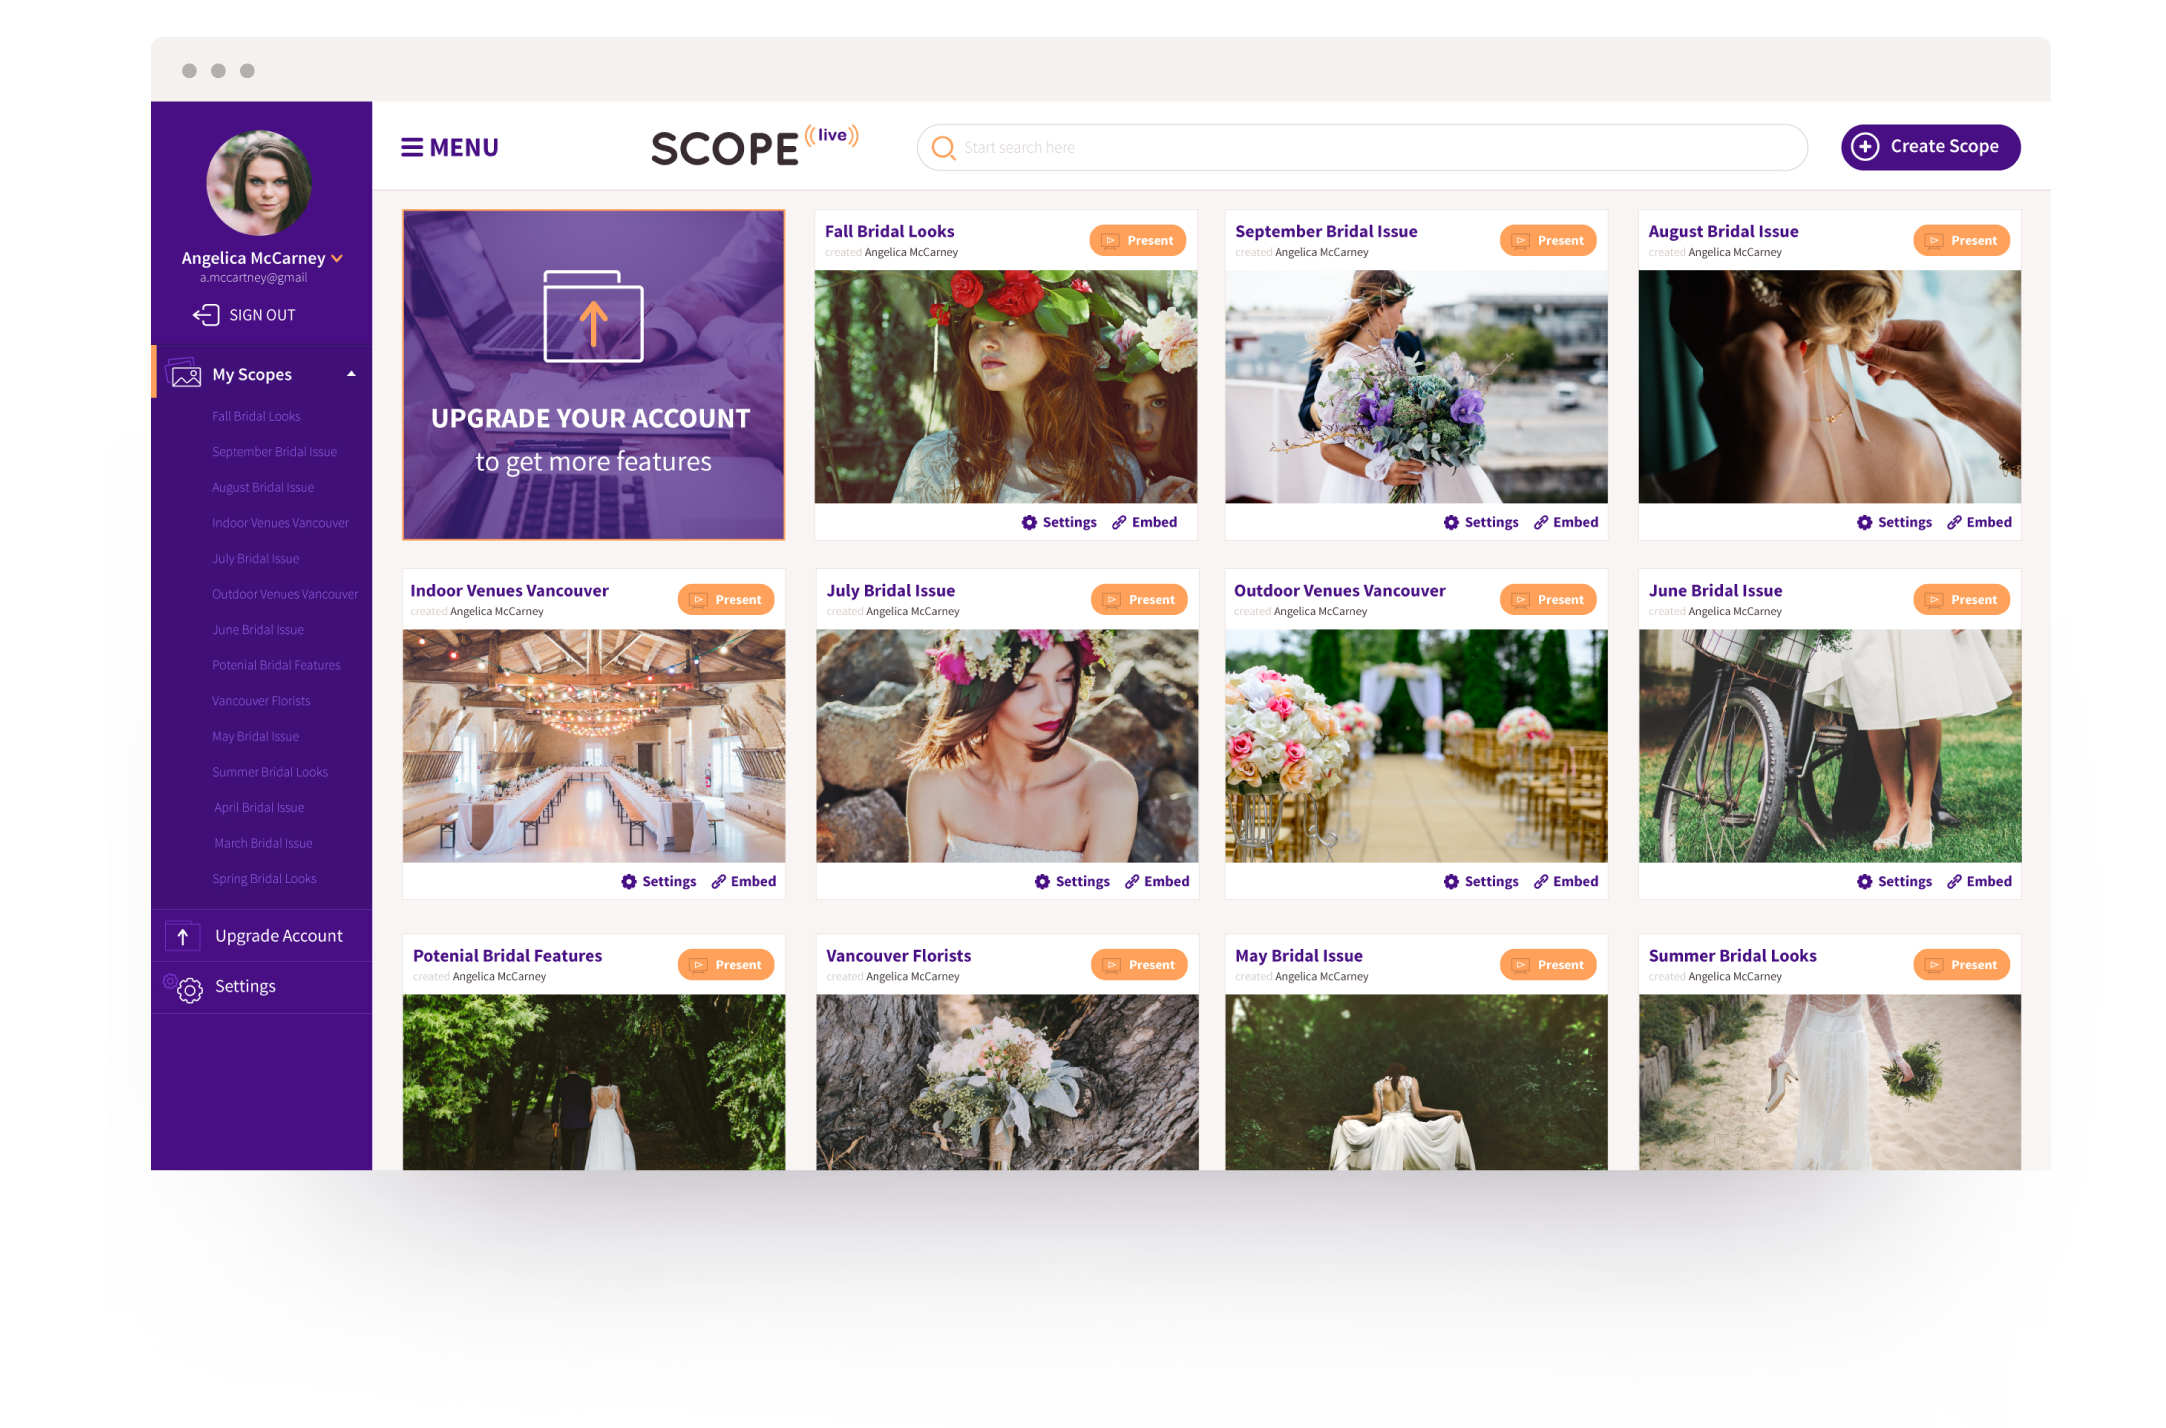 Angelica McCarney
a.mccartney@gmail
SIGN OUT
My Scopes
Fall Bridal Looks
September Bridal Issue
August Bridal Issue
Indoor Venues Vancouver
July Bridal Issue
Outdoor Venues Vancouver
June Bridal Issue
Potenial Bridal Features
Vancouver Florists
May Bridal Issue
Summer Bridal Looks
April Bridal Issue
March Bridal Issue
Spring Bridal Looks
Upgrade Account
Settings
MENU
SCOPE ((live))
Start search here
Create Scope
UPGRADE YOUR ACCOUNT
to get more features
Fall Bridal Looks
created Angelica McCarney
Present
Settings Embed
September Bridal Issue
created Angelica McCarney
Present
Settings Embed
August Bridal Issue
created Angelica McCarney
Present
Settings Embed
Indoor Venues Vancouver
created Angelica McCarney
Present
Settings Embed
July Bridal Issue
created Angelica McCarney
Present
Settings Embed
Outdoor Venues Vancouver
created Angelica McCarney
Present
Settings Embed
June Bridal Issue
created Angelica McCarney
Present
Settings Embed
Potenial Bridal Features
created Angelica McCarney
Present
Vancouver Florists
created Angelica McCarney
Present
May Bridal Issue
created Angelica McCarney
Present
Summer Bridal Looks
created Angelica McCarney
Present